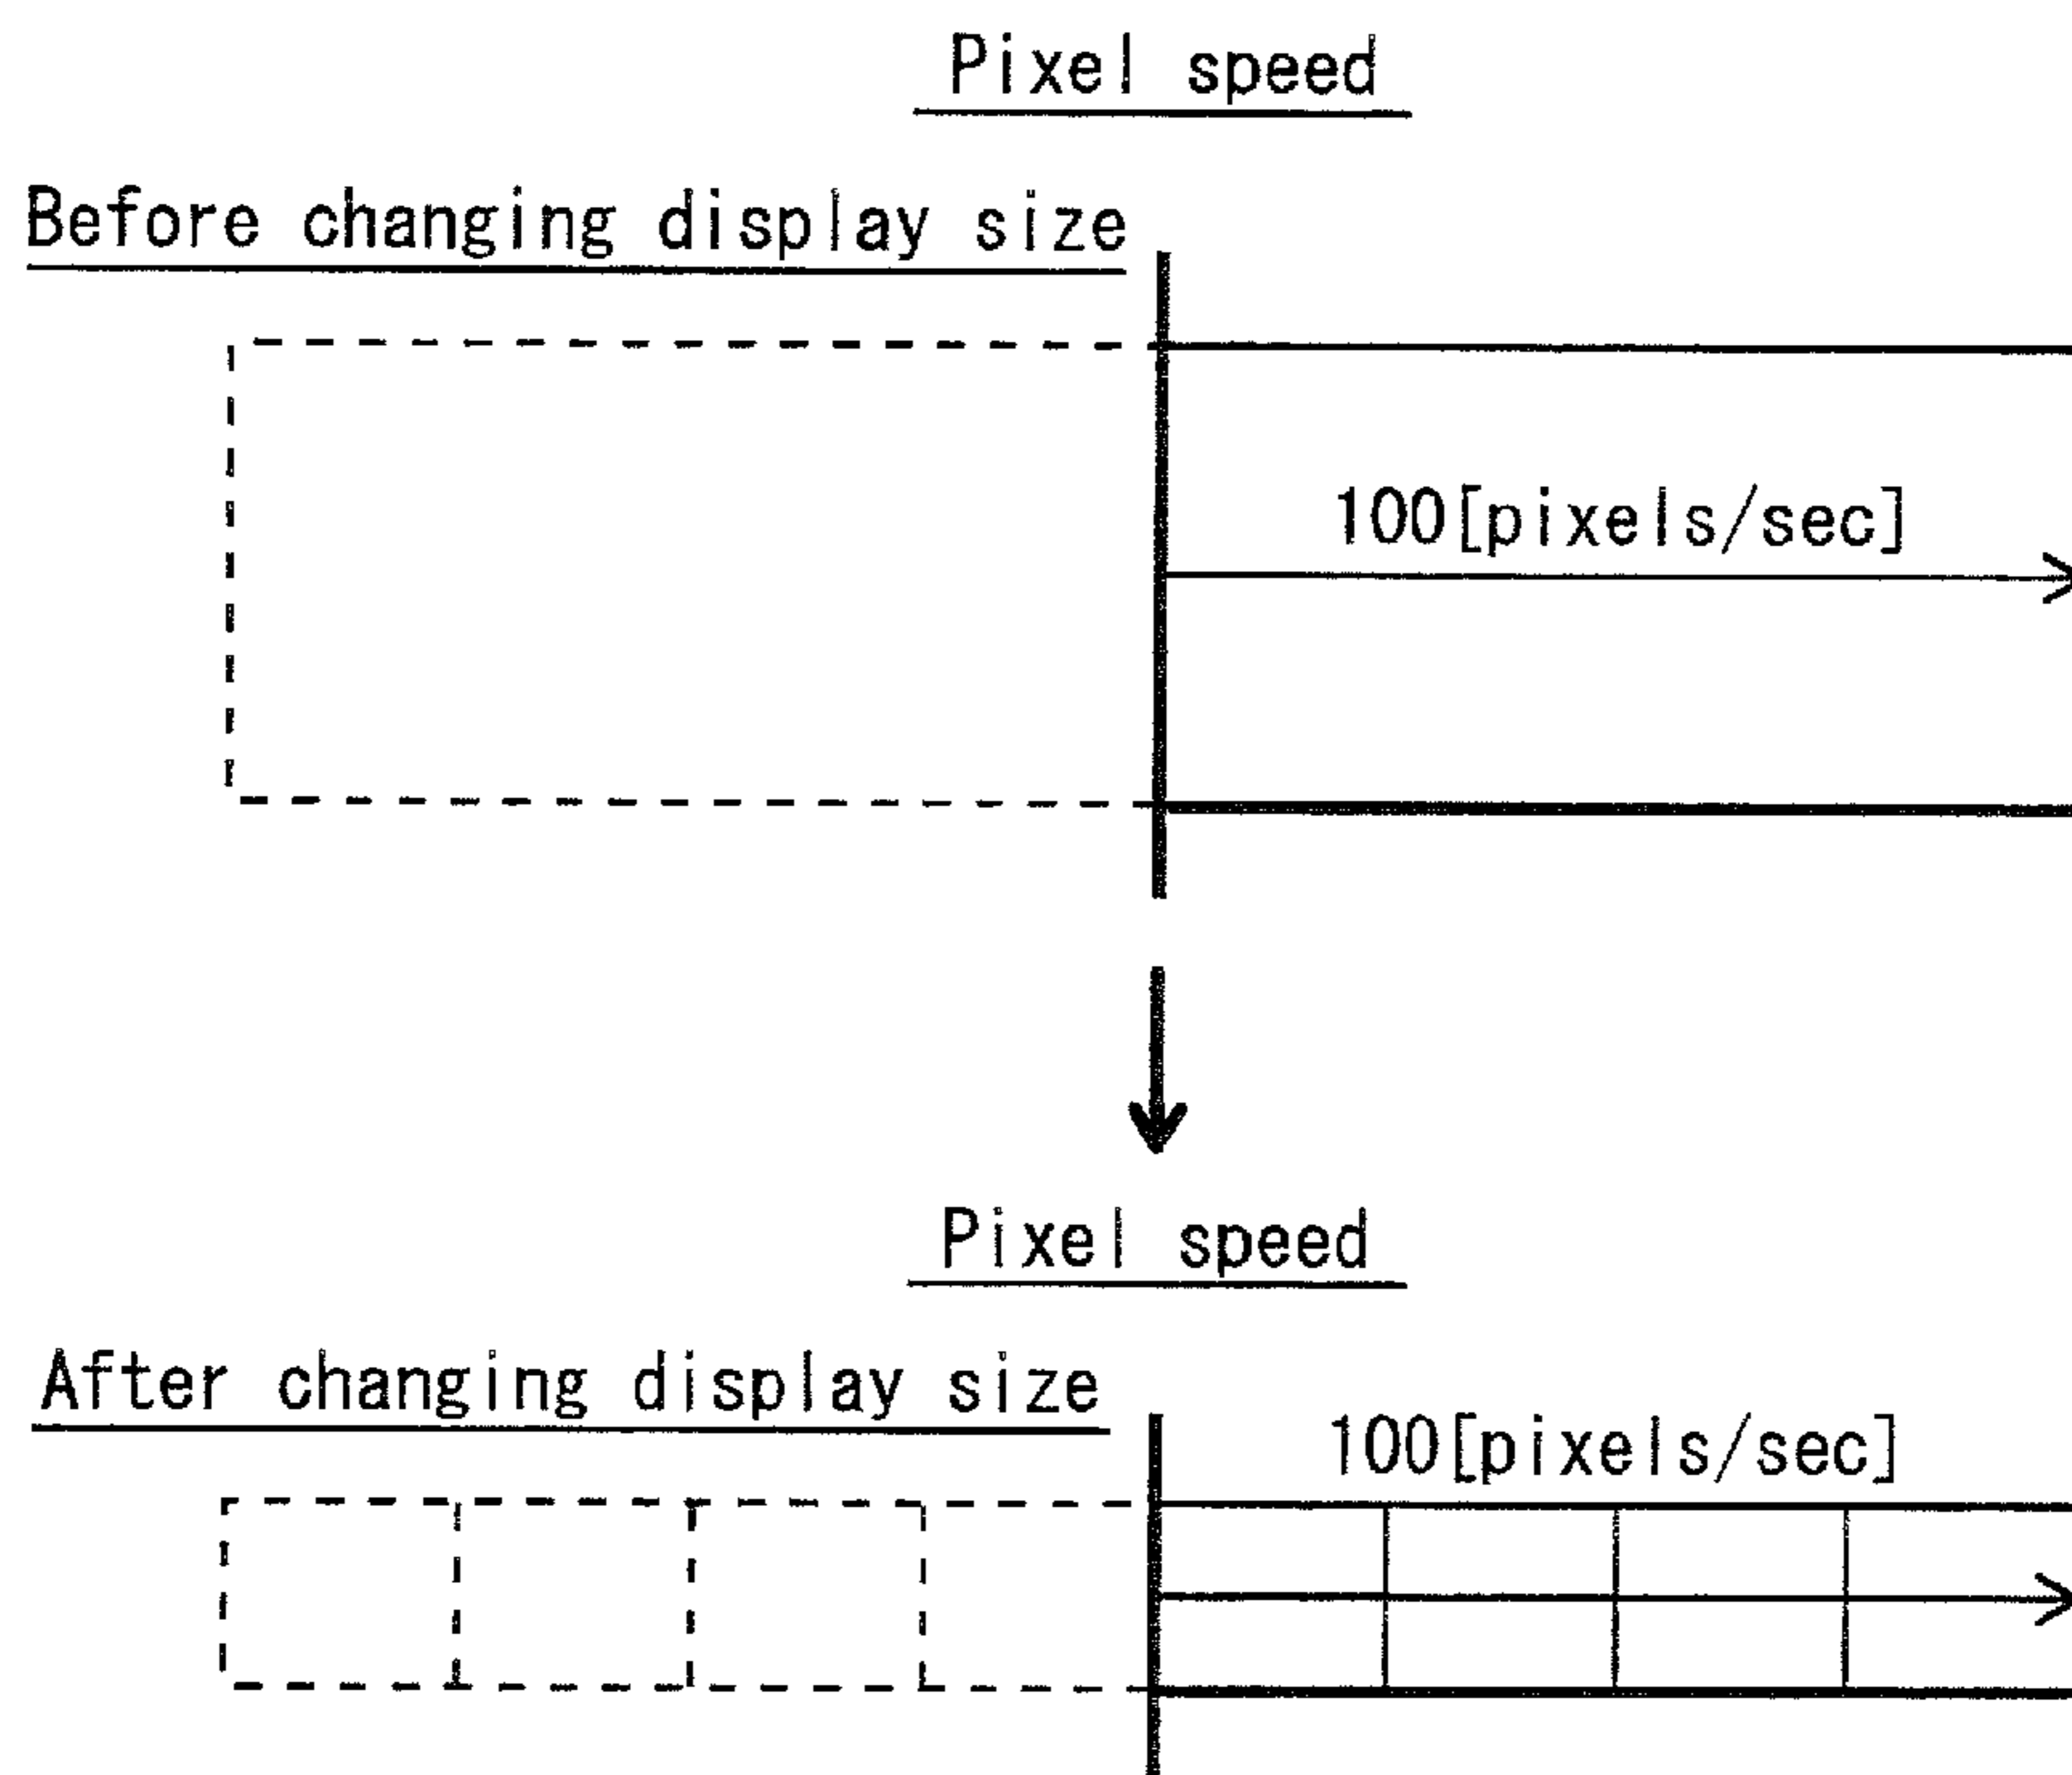 Pixel speed
Before changing display size
100[pixels/sec]
Pixel speed
After changing display size
100[pixels/sec]